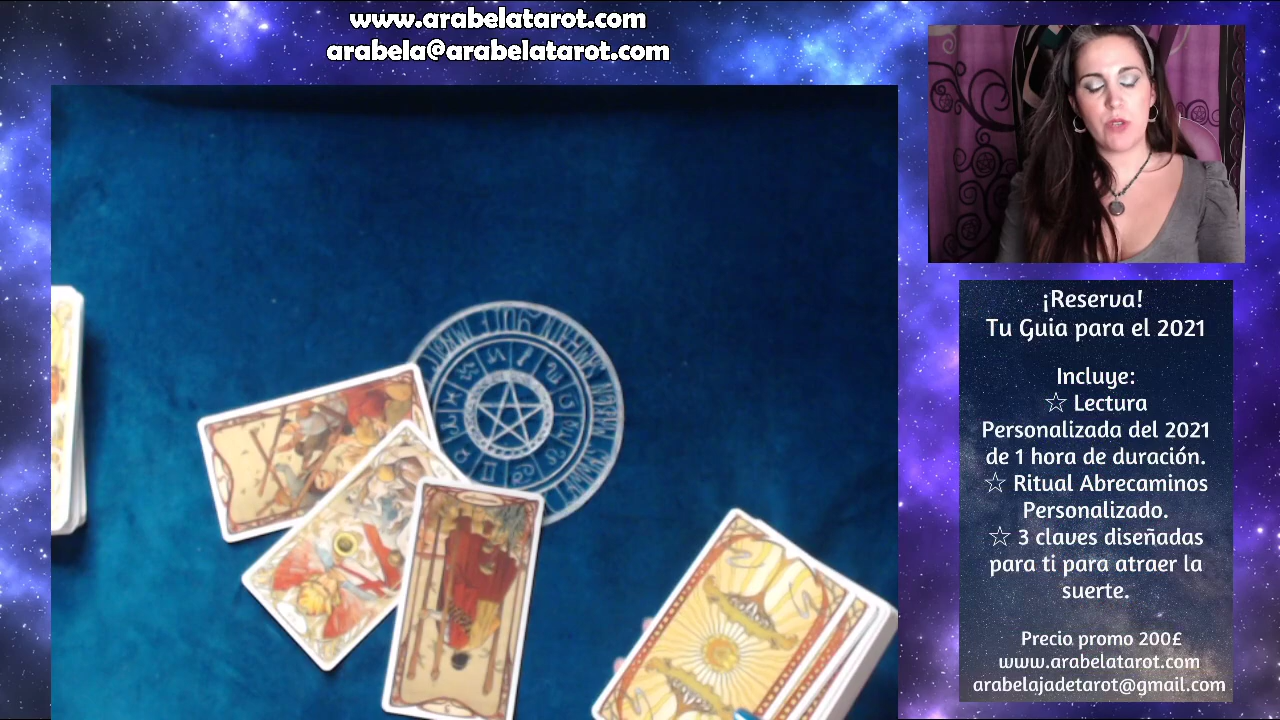 www.arabelatarot.com
arabela@arabelatarot.com
¡Reserva!
Tu Guia para el 2021
Incluye:
☆ Lectura
Personalizada del 2021
de 1 hora de duración.
☆ Ritual Abrecaminos
Personalizado.
☆ 3 claves diseñadas
para ti para atraer la
suerte.
Precio promo 200£
www.arabelatarot.com
arabelajadetarot@gmail.com